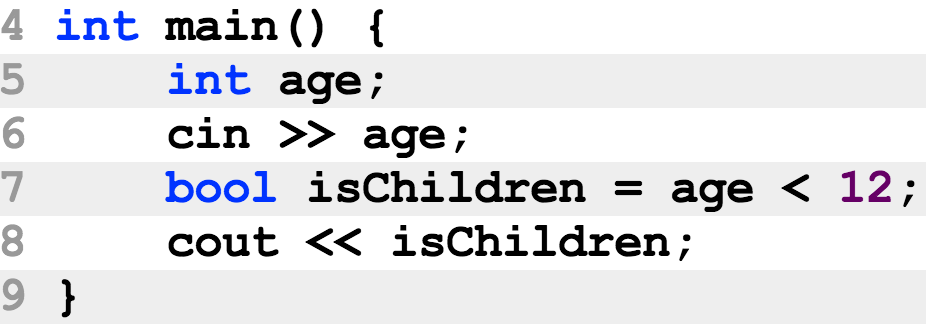 4 int main() {
5     int age;
6     cin >> age;
7     bool isChildren = age < 12;
8     cout << isChildren;
9 }